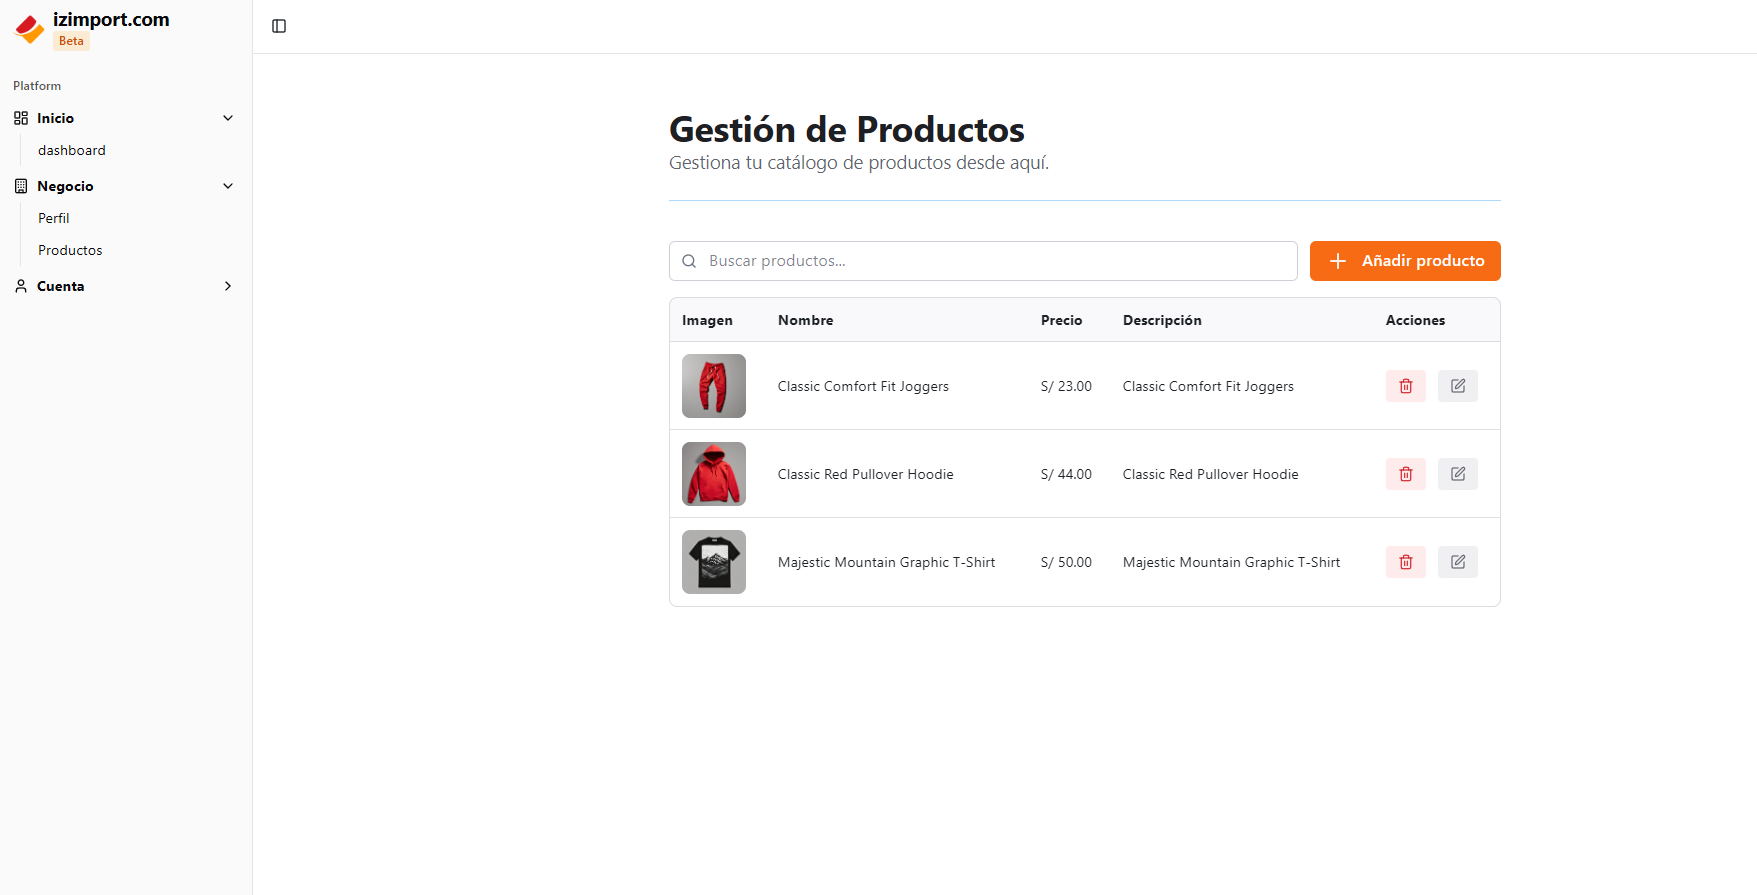 izimport.com
Beta
Platform
Inicio
dashboard
Negocio
Perfil
Productos
Cuenta
Gestión de Productos
Gestiona tu catálogo de productos desde aquí.
Buscar productos...
Añadir producto
Imagen Nombre Precio Descripción Acciones
Classic Comfort Fit Joggers S/ 23.00 Classic Comfort Fit Joggers
Classic Red Pullover Hoodie S/ 44.00 Classic Red Pullover Hoodie
Majestic Mountain Graphic T-Shirt S/ 50.00 Majestic Mountain Graphic T-Shirt